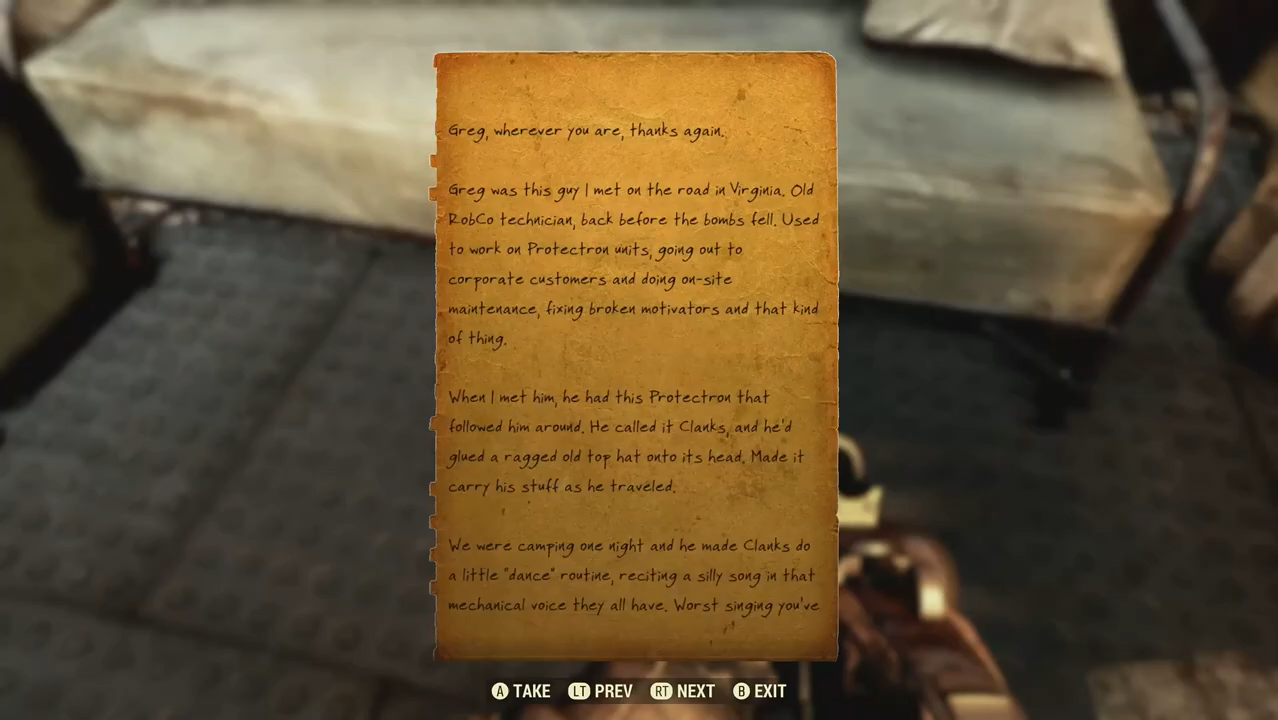 Greg, wherever you are, thanks again.
Greg was this guy I met on the road in Virginia. Old
RobCo technician, back before the bombs fell. Used
to work on Protectron units, going out to
corporate customers and doing on-site
maintenance, fixing broken motivators and that kind
of thing.
When I met him, he had this Protectron that
followed him around. He called it Clanks, and he'd
glued a ragged old top hat onto its head. Made it
carry his stuff as he traveled.
We were camping one night and he made Clanks do
a little "dance" routine, reciting a silly song in that
mechanical voice they all have. Worst singing you've
A TAKE LT PREV RT NEXT B EXIT